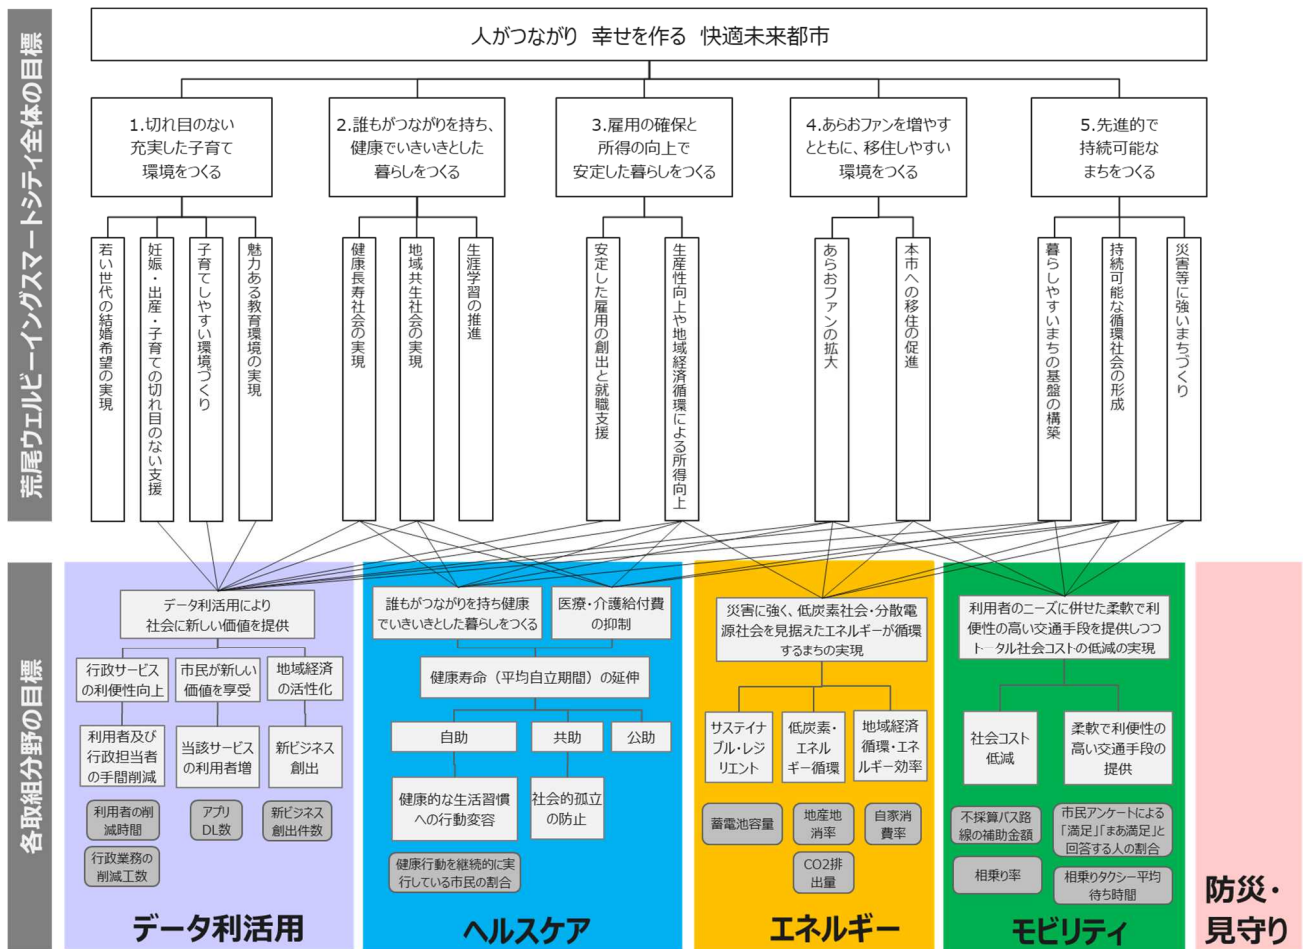 荒尾ウェルビーイングスマートシティ全体の目標
人がつながり 幸せを作る 快適未来都市
1.切れ目のない
充実した子育て
環境をつくる
2.誰もがつながりを持ち、
健康でいきいきとした
暮らしをつくる
3.雇用の確保と
所得の向上で
安定した暮らしをつくる
4.あらおファンを増やす
とともに、移住しやすい
環境をつくる
5.先進的で
持続可能な
まちをつくる
若い世代の結婚希望の実現
妊娠・出産・子育ての切れ目のない支援
子育てしやすい環境づくり
魅力ある教育環境の実現
健康長寿社会の実現
地域共生社会の実現
生涯学習の推進
安定した雇用の創出と就職支援
生産性向上や地域経済循環による所得向上
あらおファンの拡大
本市への移住の促進
暮らしやすいまちの基盤の構築
持続可能な循環社会の形成
災害等に強いまちづくり
各取組分野の目標
データ利活用により
社会に新しい価値を提供
行政サービス
の利便性向上
市民が新しい
価値を享受
地域経済
の活性化
利用者及び
行政担当者
の手間削減
当該サービス
の利用者増
新ビジネス
創出
利用者の削
減時間
アプリ
DL数
新ビジネス
創出件数
行政業務の
削減工数
データ利活用
誰もがつながりを持ち健康
でいきいきとした暮らしをつくる
医療・介護給付費
の抑制
健康寿命（平均自立期間）の延伸
自助
共助
公助
健康的な生活習慣
への行動変容
社会的孤立
の防止
健康行動を継続的に実
行している市民の割合
ヘルスケア
災害に強く、低炭素社会・分散電
源社会を見据えたエネルギーが循環
するまちの実現
サステイナ
ブル・レジ
リエント
低炭素・
エネル
ギー循環
地域経済
循環・エネ
ルギー効率
蓄電池容量
地産地
消率
自家消
費率
CO2排
出量
エネルギー
利用者のニーズに併せた柔軟で利
便性の高い交通手段を提供しつつ
トータル社会コストの低減の実現
社会コスト
低減
柔軟で利便性の
高い交通手段の
提供
不採算バス路
線の補助金額
市民アンケートによる
「満足」「まあ満足」と
回答する人の割合
相乗り率
相乗りタクシー平均
待ち時間
モビリティ
防災・
見守り